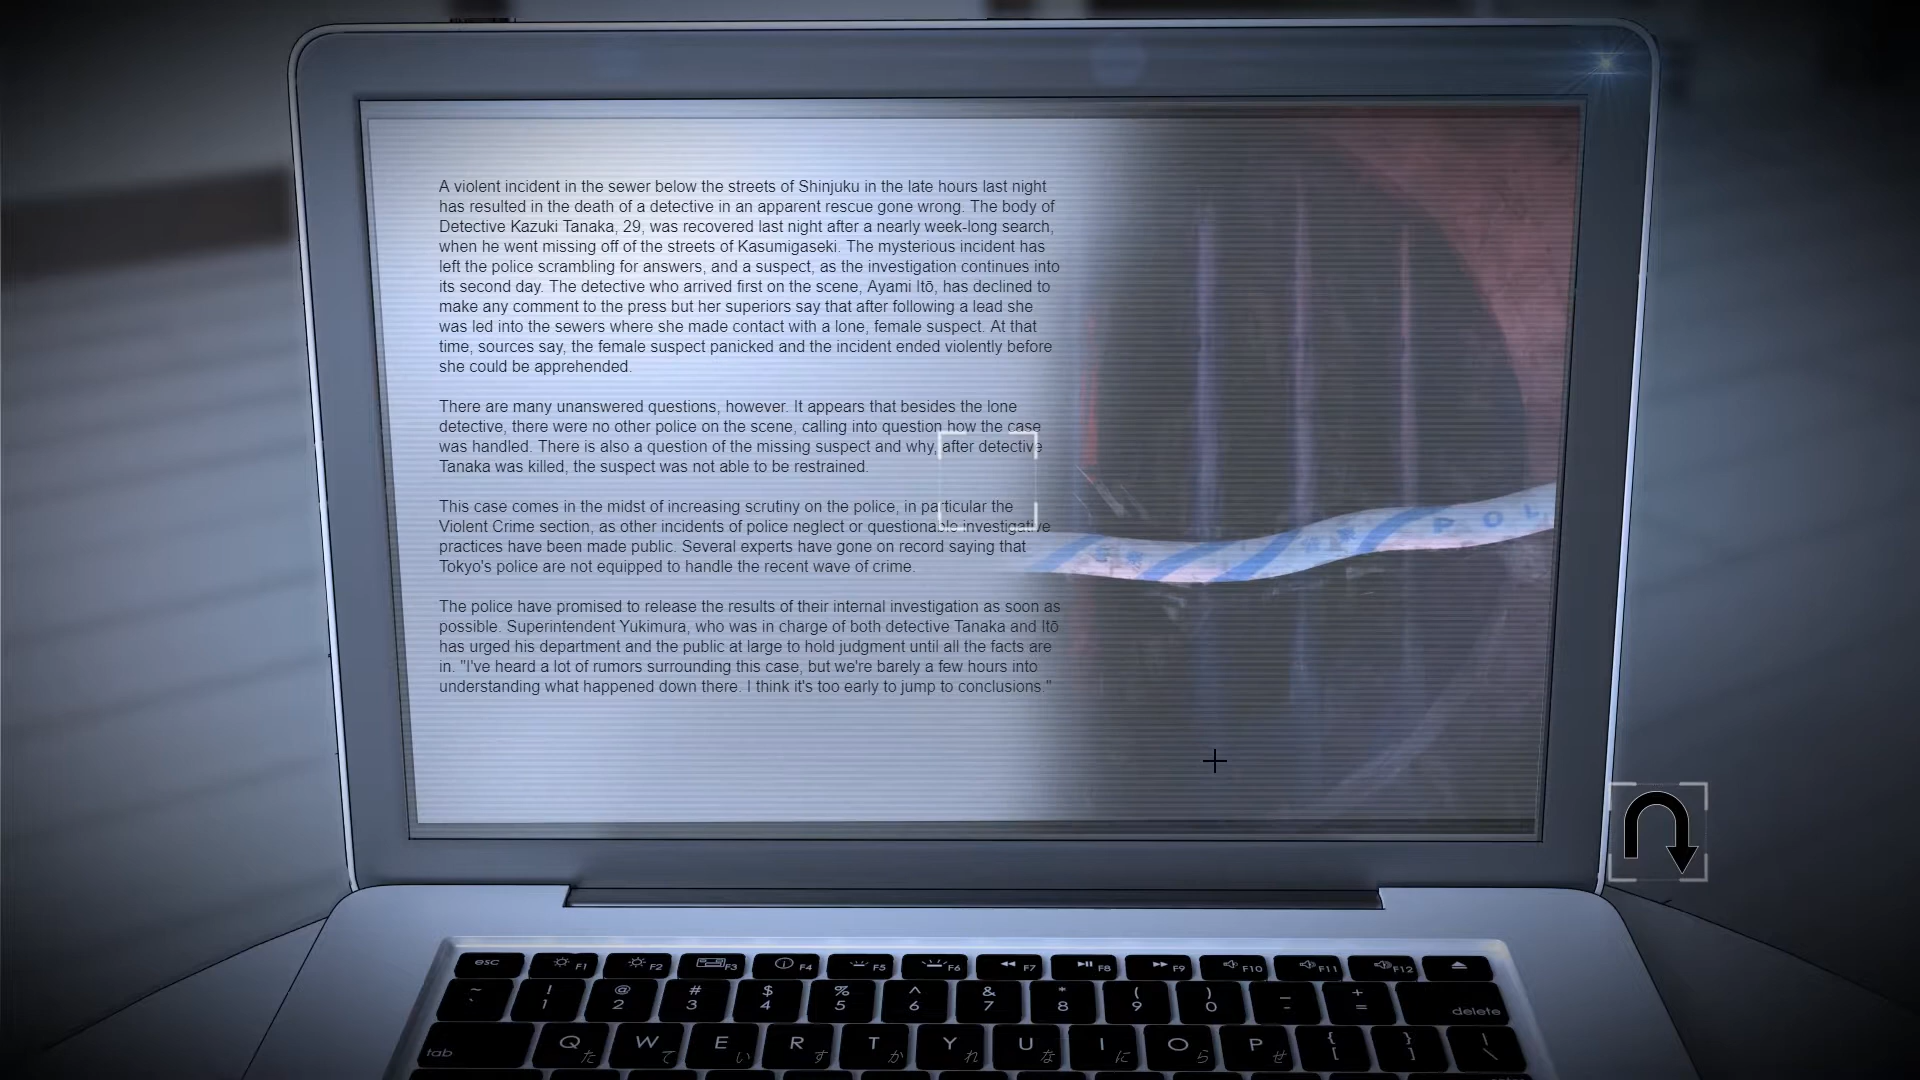 A violent incident in the sewer below the streets of Shinjuku in the late hours last night
has resulted in the death of a detective in an apparent rescue gone wrong. The body of
Detective Kazuki Tanaka, 29, was recovered last night after a nearly week-long search,
when he went missing off of the streets of Kasumigaseki. The mysterious incident has
left the police scrambling for answers, and a suspect, as the investigation continues into
its second day. The detective who arrived first on the scene, Ayami Itō, has declined to
make any comment to the press but her superiors say that after following a lead she
was led into the sewers where she made contact with a lone, female suspect. At that
time, sources say, the female suspect panicked and the incident ended violently before
she could be apprehended.
There are many unanswered questions, however. It appears that besides the lone
detective, there were no other police on the scene, calling into question how the case
was handled. There is also a question of the missing suspect and why, after detective
Tanaka was killed, the suspect was not able to be restrained.
This case comes in the midst of increasing scrutiny on the police, in particular the
Violent Crime section, as other incidents of police neglect or questionable investigative
practices have been made public. Several experts have gone on record saying that
Tokyo's police are not equipped to handle the recent wave of crime.
The police have promised to release the results of their internal investigation as soon as
possible. Superintendent Yukimura, who was in charge of both detective Tanaka and Itō
has urged his department and the public at large to hold judgment until all the facts are
in. "I've heard a lot of rumors surrounding this case, but we're barely a few hours into
understanding what happened down there. I think it's too early to jump to conclusions."
esc F1 F2 F3 F4 F5 F6 F7 F8 F9 F10 F11 F12
~ ! @ # $ % ^ & * ( ) _ +
` 1 2 3 4 5 6 7 8 9 0 - = delete
tab Q た W て E い R す T か Y れ U な I に O ら P せ { [ } ] | \